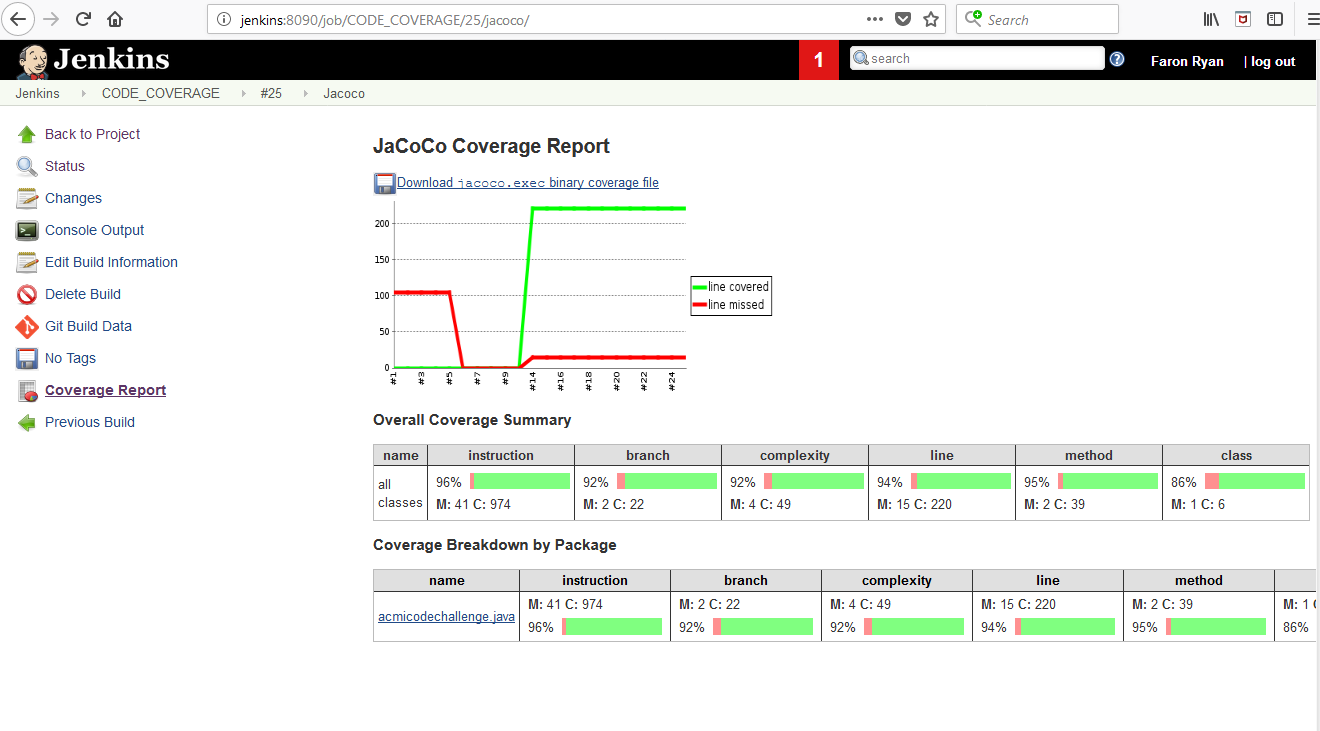 jenkins:8090/job/CODE_COVERAGE/25/jacoco/
Search
Jenkins
1
search
Faron Ryan
| log out
Jenkins CODE_COVERAGE #25 Jacoco
Back to Project
Status
Changes
Console Output
Edit Build Information
Delete Build
Git Build Data
No Tags
Coverage Report
Previous Build
JaCoCo Coverage Report
Download jacoco.exec binary coverage file
200
150
100
50
0
#1 #3 #5 #7 #9 #14 #16 #18 #20 #22 #24
line covered
line missed
Overall Coverage Summary
name instruction branch complexity line method class
all classes
96% 92% 92% 94% 95% 86%
M: 41 C: 974 M: 2 C: 22 M: 4 C: 49 M: 15 C: 220 M: 2 C: 39 M: 1 C: 6
Coverage Breakdown by Package
name instruction branch complexity line method
acmicodechallenge.java
M: 41 C: 974 M: 2 C: 22 M: 4 C: 49 M: 15 C: 220 M: 2 C: 39 M: 1
96% 92% 92% 94% 95% 86%